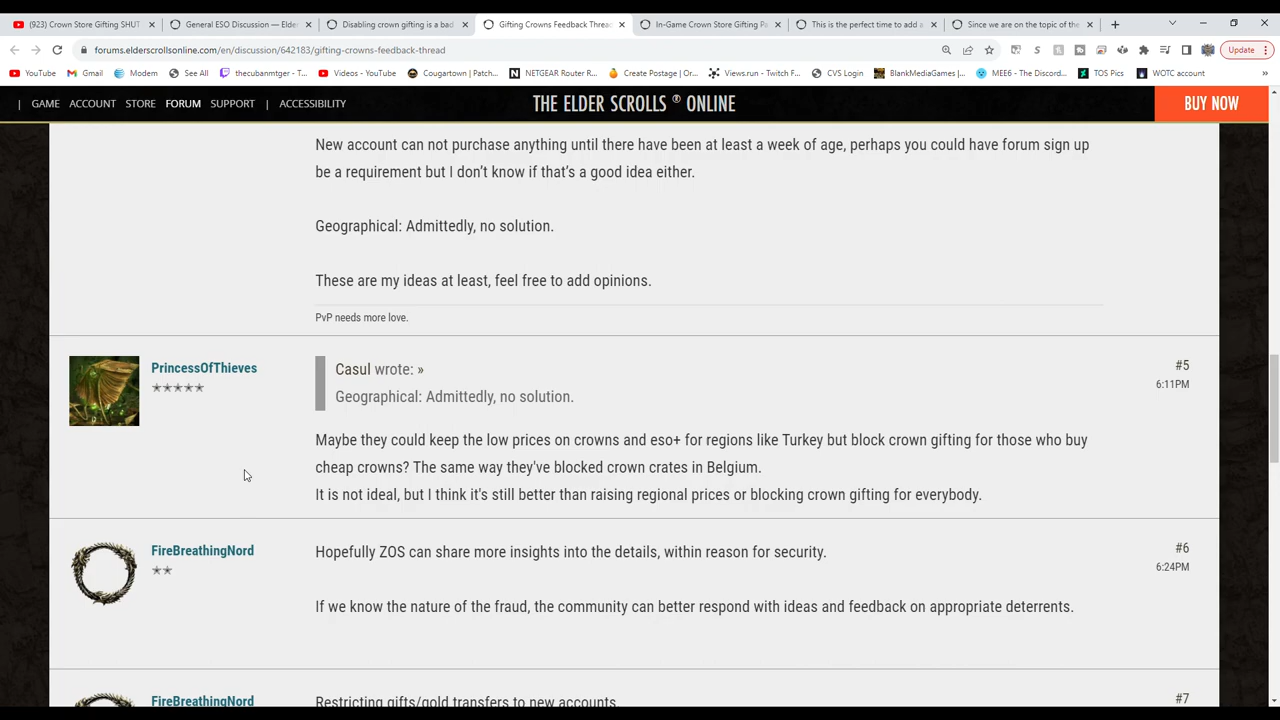 (923) Crown Store Gifting SHUT
General ESO Discussion — Elder
Disabling crown gifting is a bad
Gifting Crowns Feedback Thread
In-Game Crown Store Gifting Pa
This is the perfect time to add a
Since we are on the topic of the
forums.elderscrollsonline.com/en/discussion/642183/gifting-crowns-feedback-thread
Update
YouTube
Gmail
Modem
See All
thecubanmtger - T...
Videos - YouTube
Cougartown | Patch...
NETGEAR Router R...
Create Postage | Or...
Views.run - Twitch F...
CVS Login
BlankMediaGames |...
MEE6 - The Discord...
TOS Pics
WOTC account
»
| GAME ACCOUNT STORE FORUM SUPPORT | ACCESSIBILITY
THE ELDER SCROLLS ® ONLINE
BUY NOW
New account can not purchase anything until there have been at least a week of age, perhaps you could have forum sign up
be a requirement but I don't know if that's a good idea either.
Geographical: Admittedly, no solution.
These are my ideas at least, feel free to add opinions.
PvP needs more love.
PrincessOfThieves
Casul wrote: »
Geographical: Admittedly, no solution.
#5
6:11PM
Maybe they could keep the low prices on crowns and eso+ for regions like Turkey but block crown gifting for those who buy
cheap crowns? The same way they've blocked crown crates in Belgium.
It is not ideal, but I think it's still better than raising regional prices or blocking crown gifting for everybody.
FireBreathingNord
Hopefully ZOS can share more insights into the details, within reason for security.
#6
6:24PM
If we know the nature of the fraud, the community can better respond with ideas and feedback on appropriate deterrents.
FireBreathingNord
Restricting gifts/gold transfers to new accounts.
#7